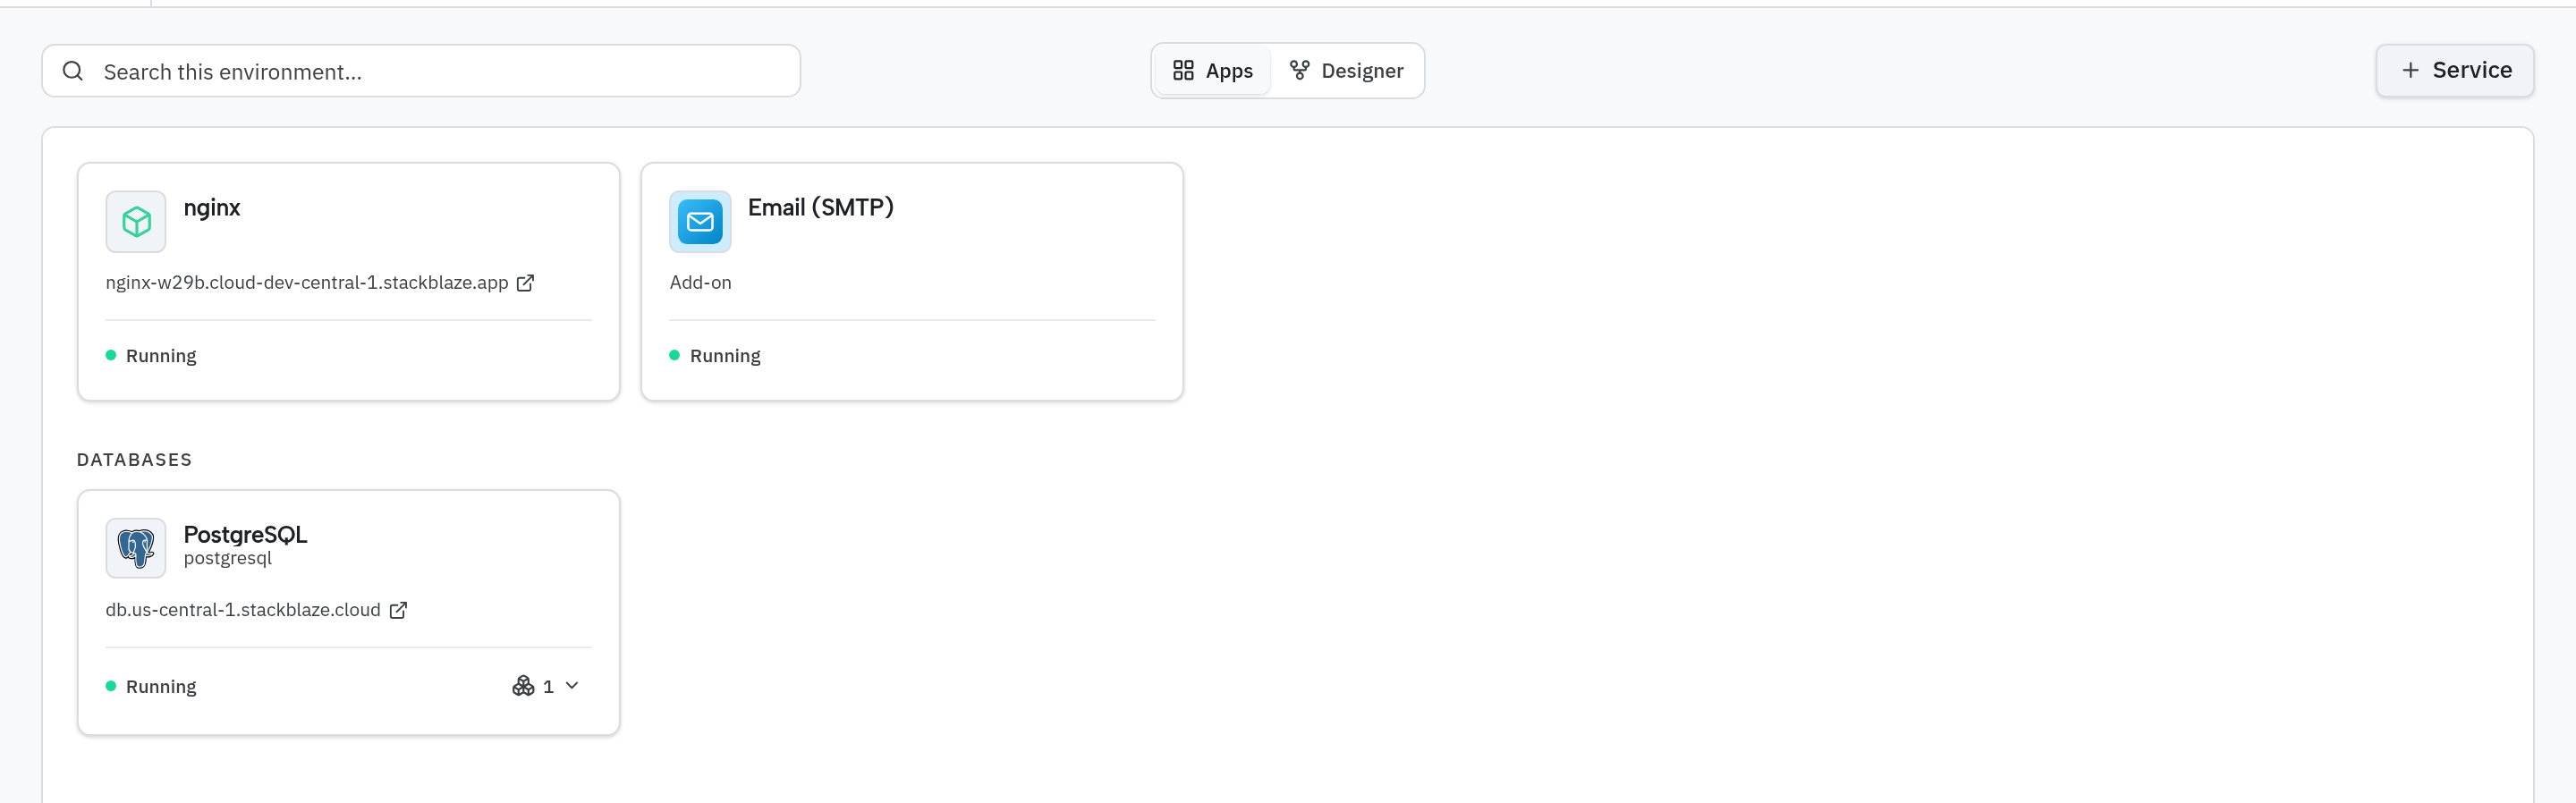 Search this environment...
Apps
Designer
+ Service
nginx
nginx-w29b.cloud-dev-central-1.stackblaze.app
Running
Email (SMTP)
Add-on
Running
DATABASES
PostgreSQL
postgresql
db.us-central-1.stackblaze.cloud
Running
1